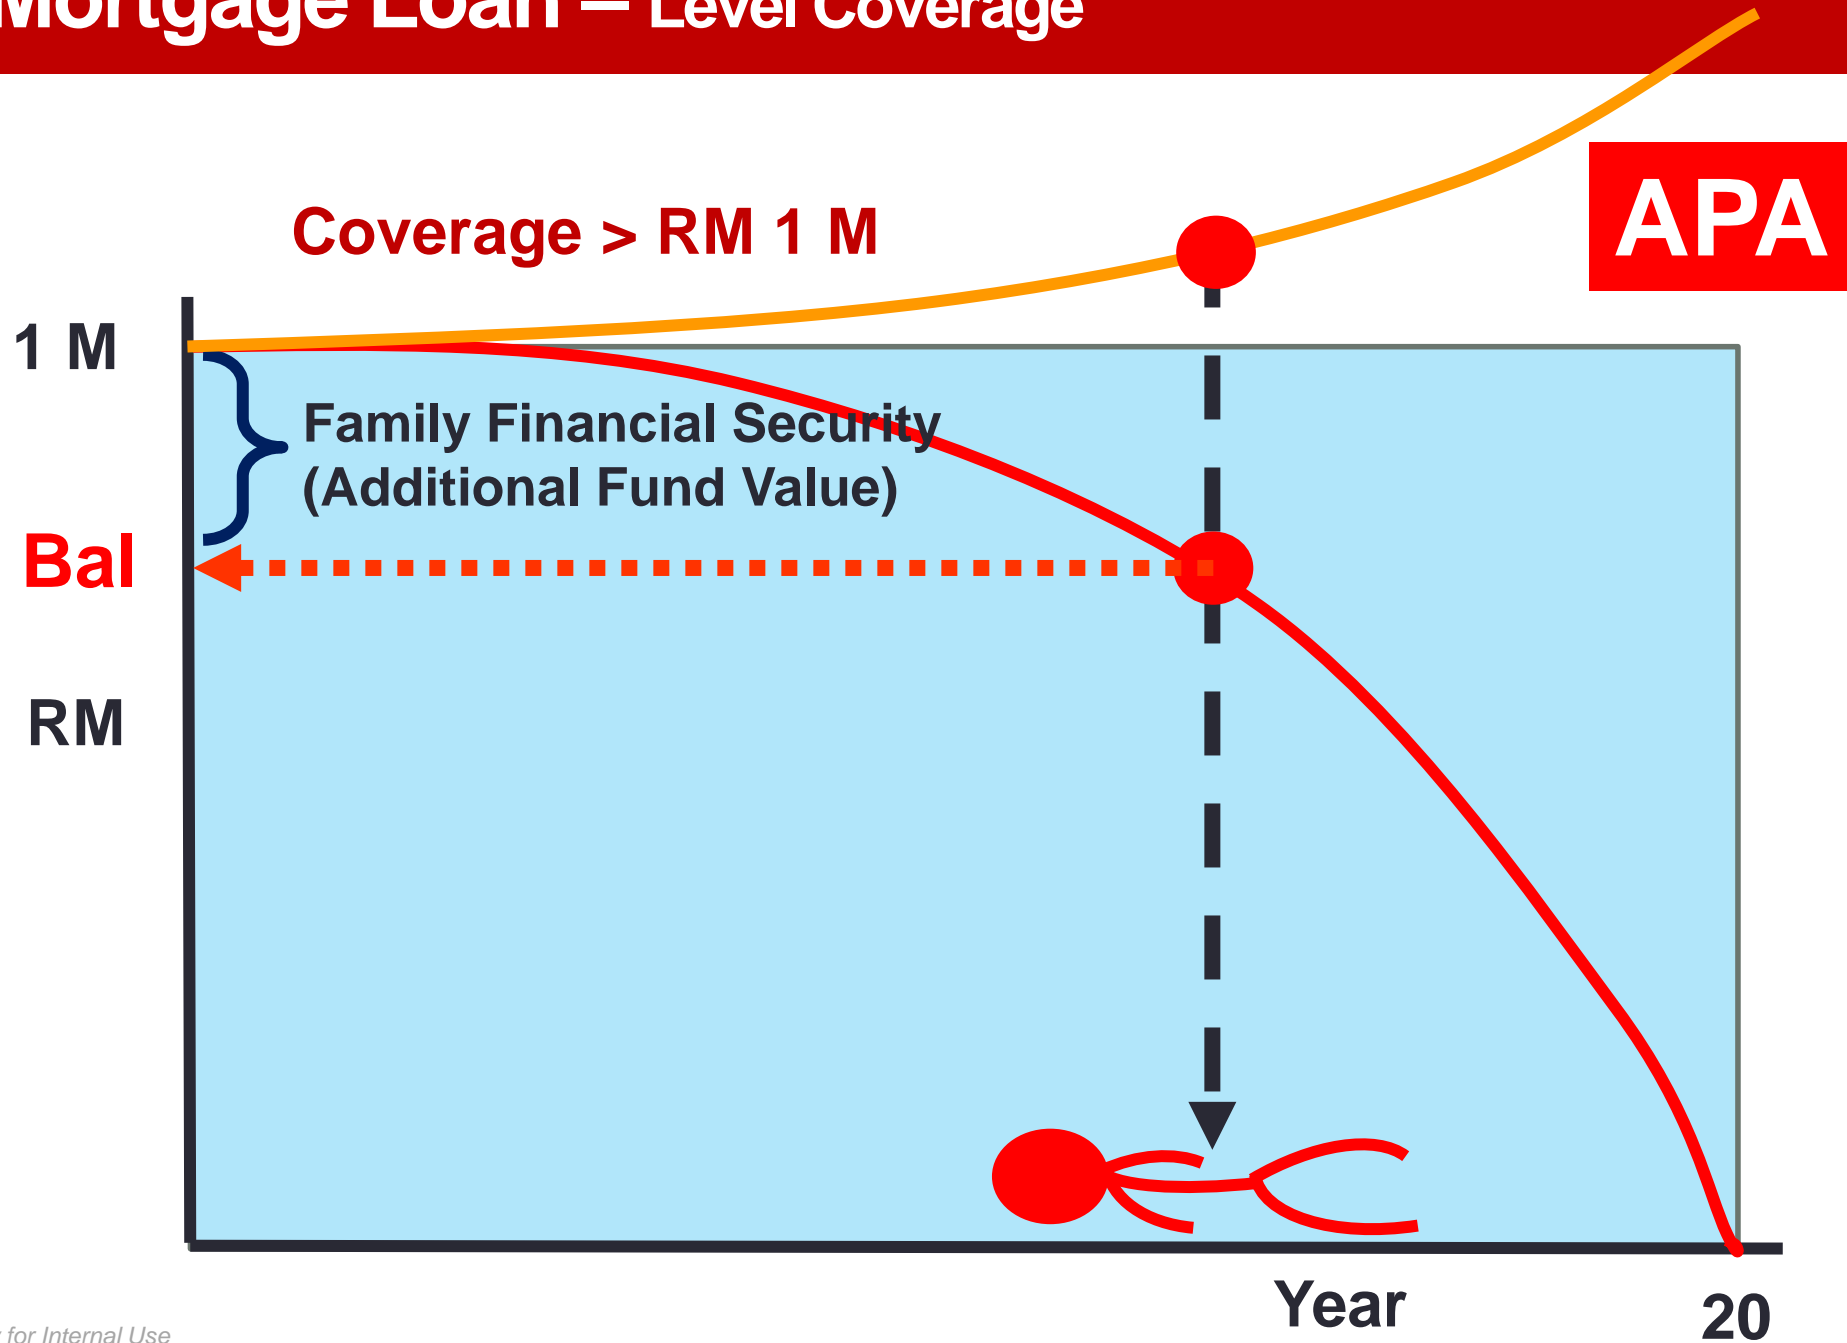 Mortgage Loan – Level Coverage
APA
Coverage > RM 1 M
1 M
Family Financial Security
(Additional Fund Value)
Bal
RM
Year
20
for Internal Use